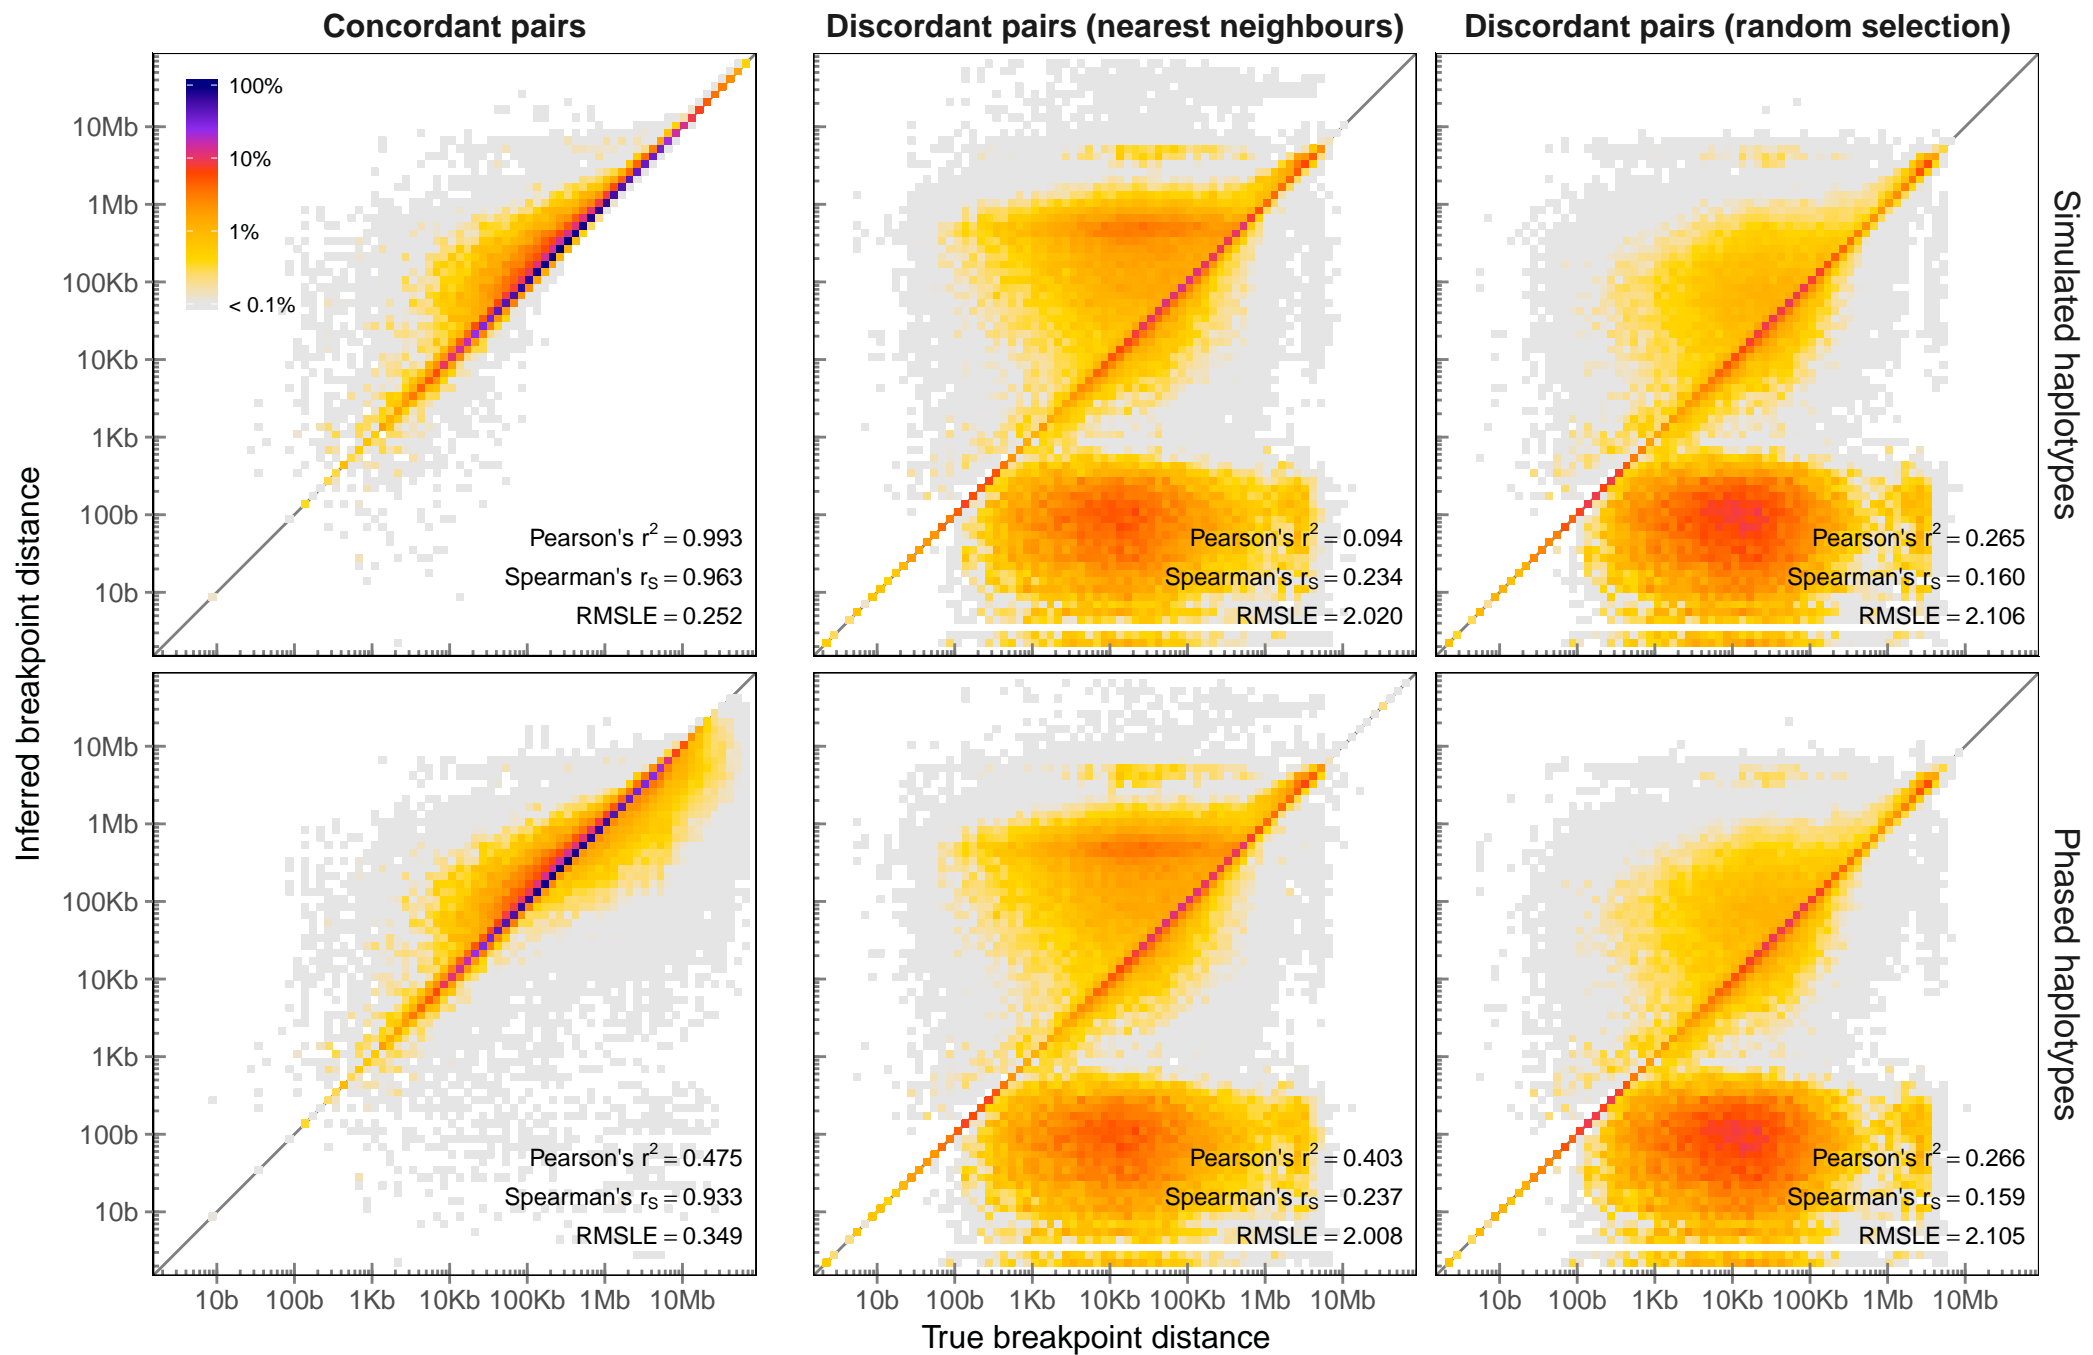 Concordant pairs
Discordant pairs (nearest neighbours)
Discordant pairs (random selection)
100%
10%
1%
< 0.1%
10Mb
1Mb
100Kb
10Kb
1Kb
100b
10b
Pearson's r² = 0.993
Spearman's rS = 0.963
RMSLE = 0.252
Pearson's r² = 0.094
Spearman's rS = 0.234
RMSLE = 2.020
Pearson's r² = 0.265
Spearman's rS = 0.160
RMSLE = 2.106
Simulated haplotypes
Inferred breakpoint distance
10Mb
1Mb
100Kb
10Kb
1Kb
100b
10b
Pearson's r² = 0.475
Spearman's rS = 0.933
RMSLE = 0.349
Pearson's r² = 0.403
Spearman's rS = 0.237
RMSLE = 2.008
Pearson's r² = 0.266
Spearman's rS = 0.159
RMSLE = 2.105
Phased haplotypes
10b 100b 1Kb 10Kb 100Kb 1Mb 10Mb
10b 100b 1Kb 10Kb 100Kb 1Mb 10Mb
10b 100b 1Kb 10Kb 100Kb 1Mb 10Mb
True breakpoint distance